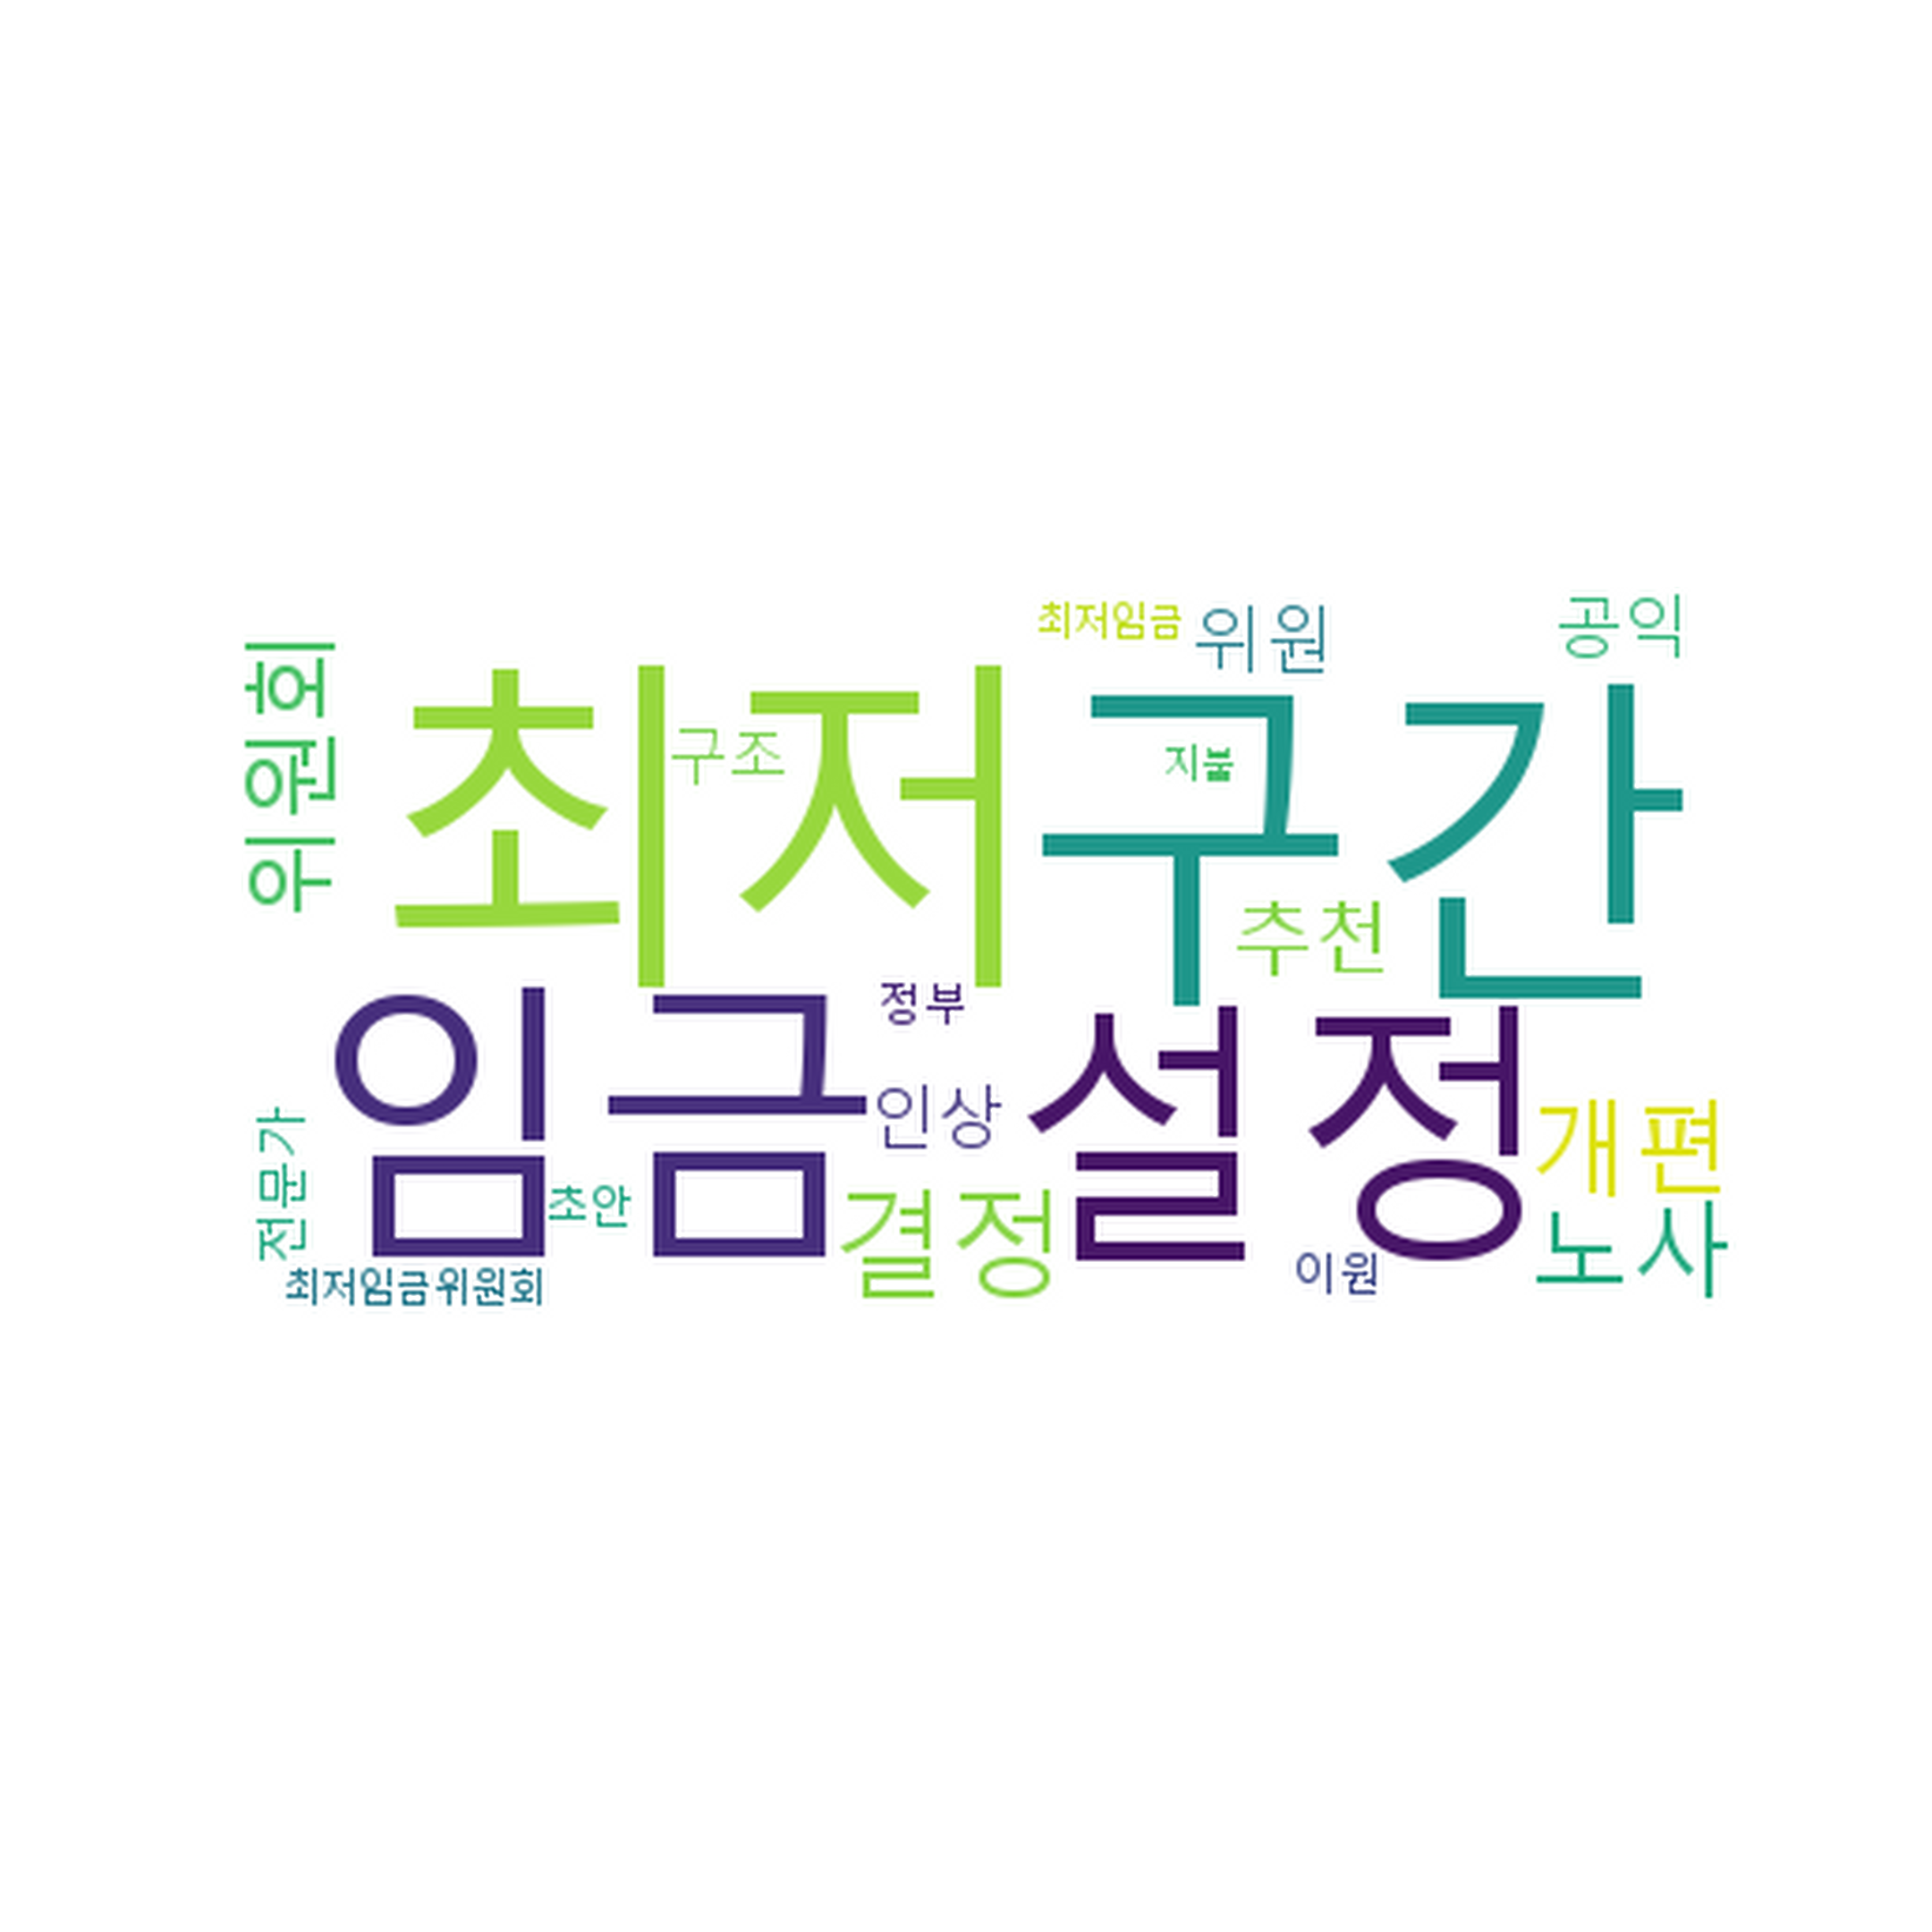 최저임금
위원
공익
위원회
최저
구조
구간
지불
추천
임금
정부
설정
인상
개편
전문가
초안
결정
노사
이원
최저임금위원회